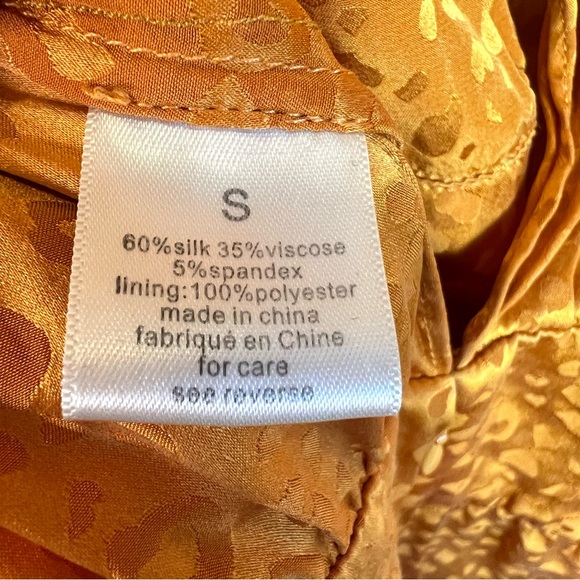 S
60%silk 35%viscose
5%spandex
lining:100%polyester
made in china
fabriqué en Chine
for care
see reverse